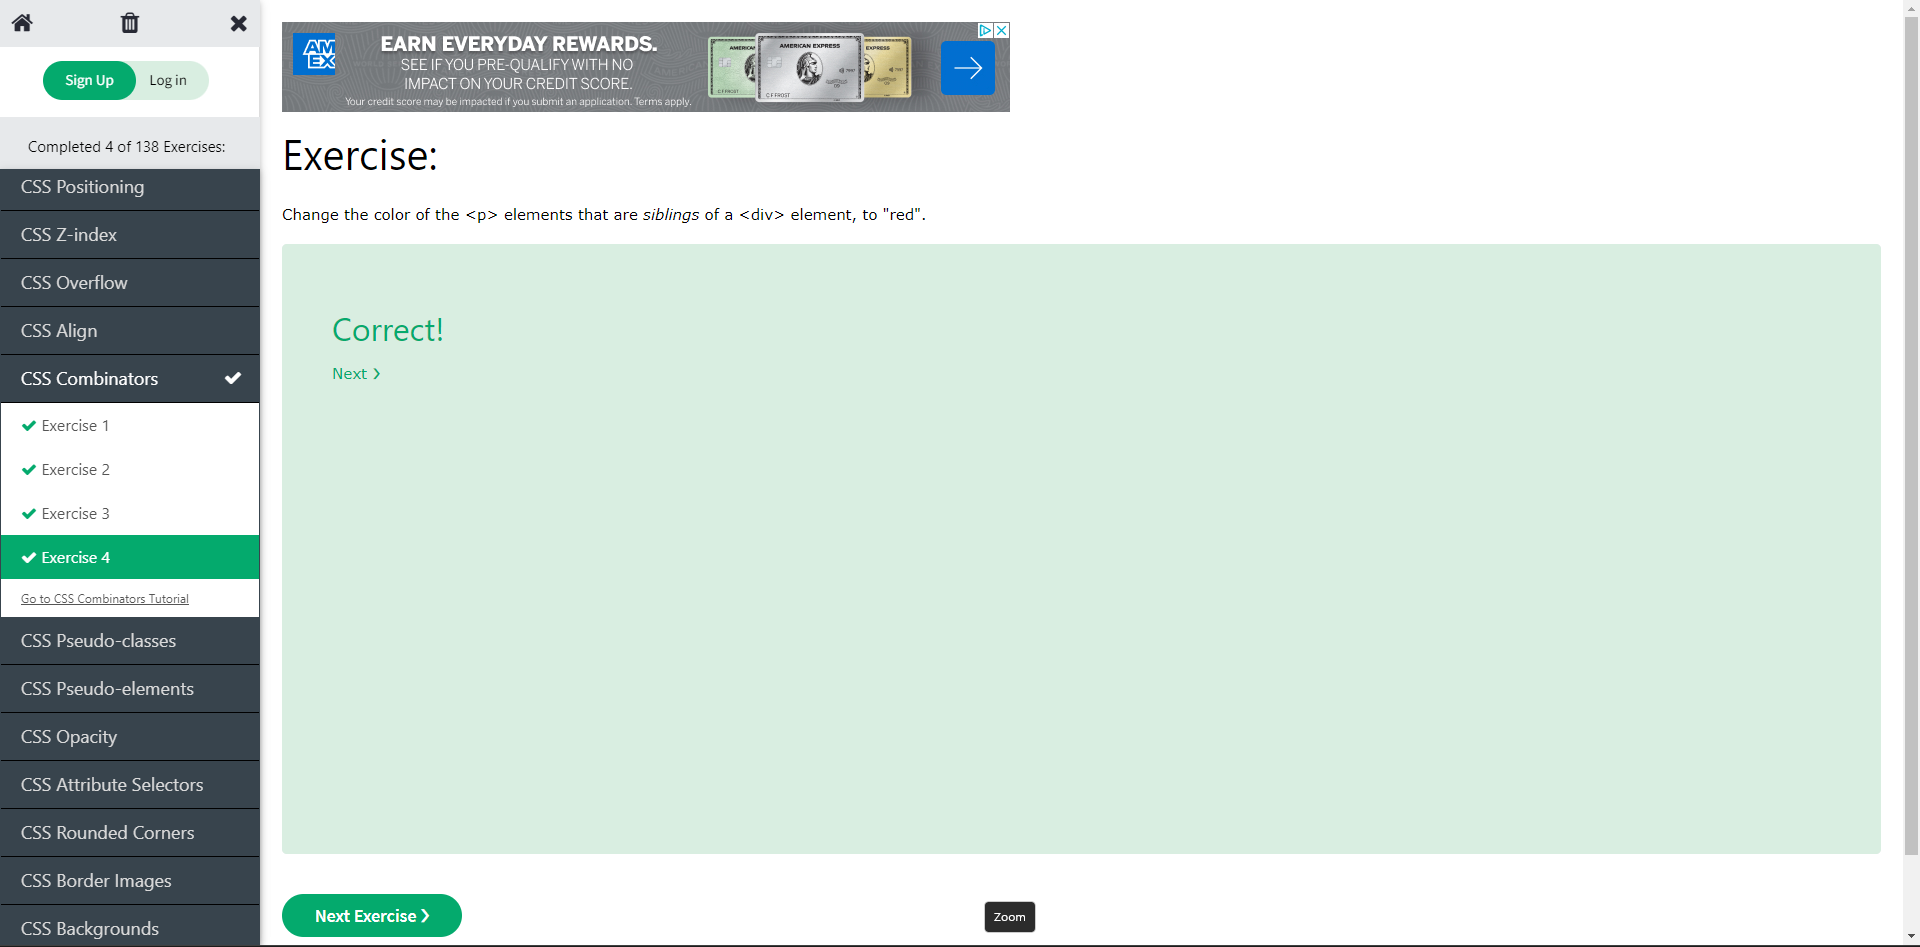 Sign Up
Log in
Completed 4 of 138 Exercises:
CSS Positioning
CSS Z-index
CSS Overflow
CSS Align
CSS Combinators
Exercise 1
Exercise 2
Exercise 3
Exercise 4
Go to CSS Combinators Tutorial
CSS Pseudo-classes
CSS Pseudo-elements
CSS Opacity
CSS Attribute Selectors
CSS Rounded Corners
CSS Border Images
CSS Backgrounds
AM
EX
EARN EVERYDAY REWARDS.
SEE IF YOU PRE-QUALIFY WITH NO
IMPACT ON YOUR CREDIT SCORE.
Your credit score may be impacted if you submit an application. Terms apply.
AMERICAN EXPRESS
C F FROST
Exercise:
Change the color of the <p> elements that are siblings of a <div> element, to "red".
Correct!
Next ❯
Next Exercise ❯
Zoom